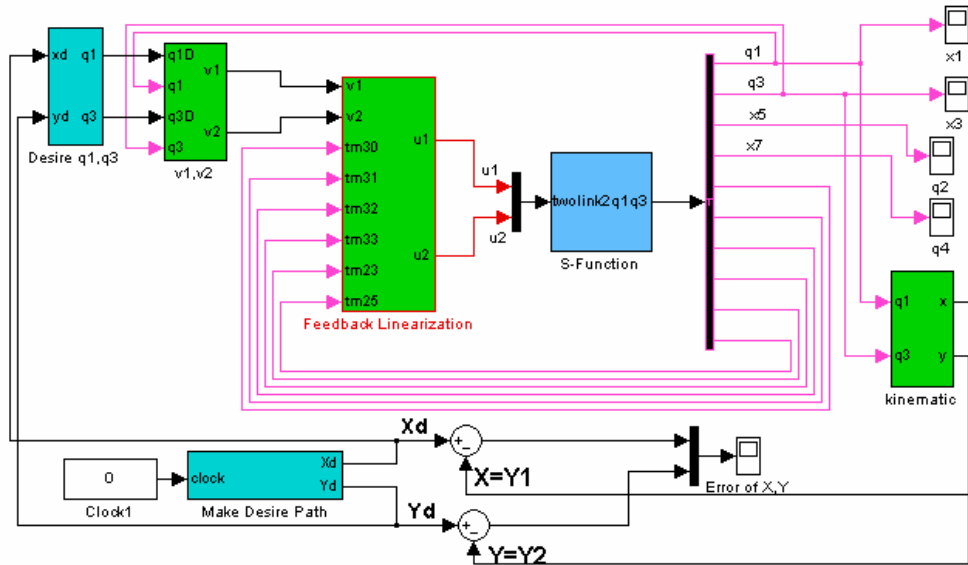 xd q1
yd q3
Desire q1,q3
q1D
q1
q3D
q3
v1
v2
v1,v2
v1
v2
tm30
tm31
tm32
tm33
tm23
tm25
u1
u2
Feedback Linearization
u1
u2
twolink2q1q3
S-Function
q1
q3
x5
x7
x1
x3
q2
q4
q1 x
q3 y
kinematic
0
Clock1
clock
Xd
Yd
Make Desire Path
Xd
X=Y1
Yd
Y=Y2
Error of X,Y